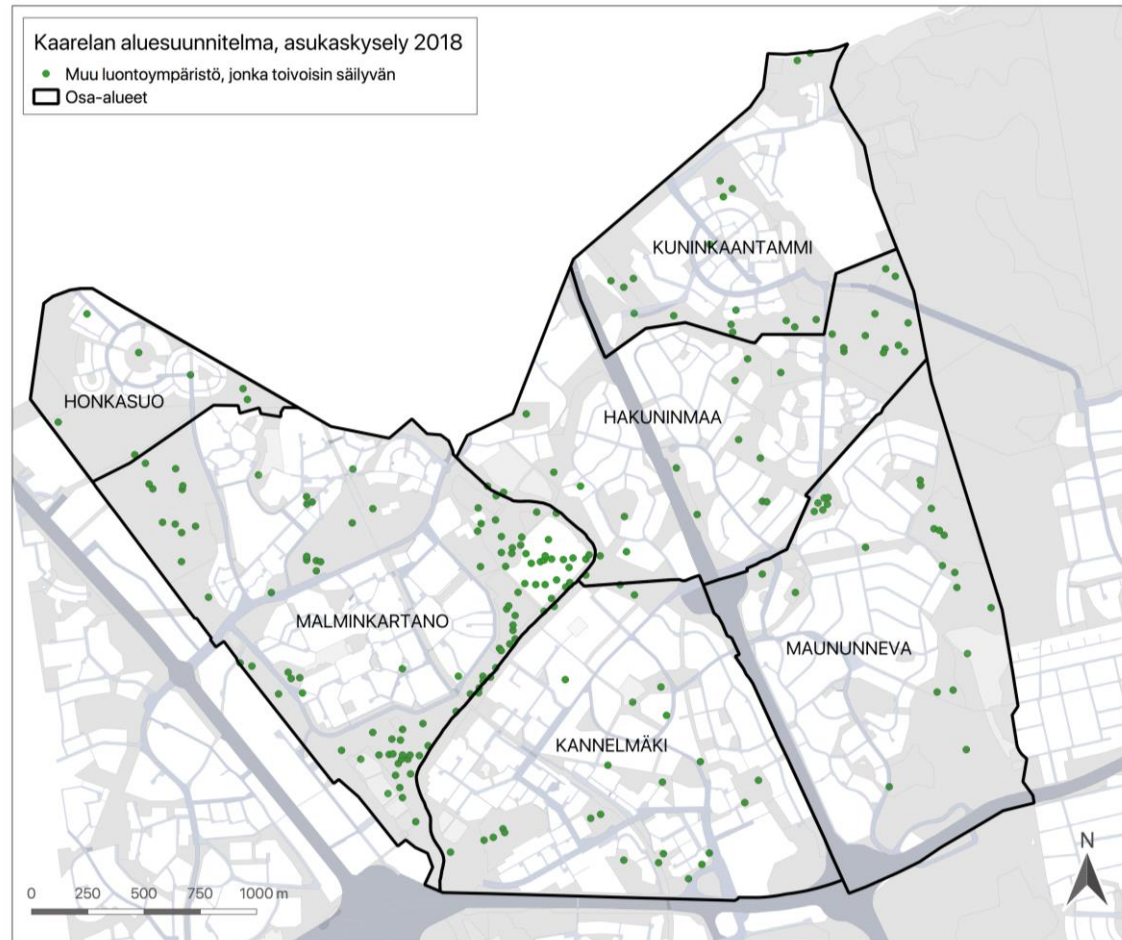 Kaarelan aluesuunnitelma, asukaskysely 2018
Muu luontoympäristö, jonka toivoisin säilyvän
Osa-alueet
KUNINKAANTAMMI
HONKASUO
HAKUNINMAA
MALMINKARTANO
MAUNUNNEVA
KANNELMÄKI
N
0 250 500 750 1000 m